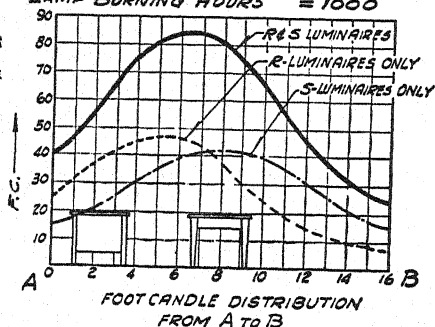 LAMP BURNING HOURS = 1000
90
80
70
60
50
40
30
20
10
F.C.
R & S LUMINAIRES
R-LUMINAIRES ONLY
S-LUMINAIRES ONLY
A 0 2 4 6 8 10 12 14 16 B
FOOTCANDLE DISTRIBUTION
FROM A TO B